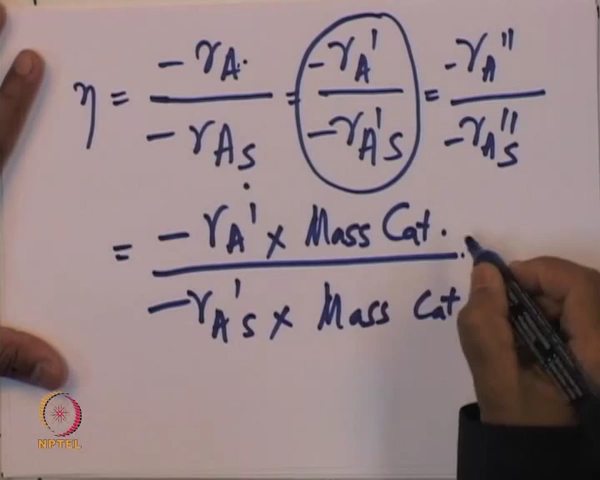 η = -rA / -rAs = -rA' / -rA's = -rA'' / -rA''s
= -rA' x Mass Cat. / -rA's x Mass Cat
NPTEL